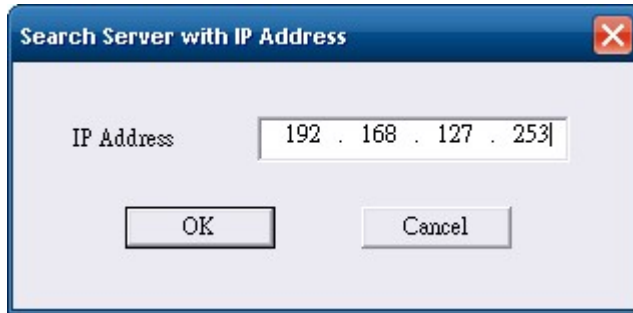 Search Server with IP Address
IP Address 192 . 168 . 127 . 253
OK Cancel